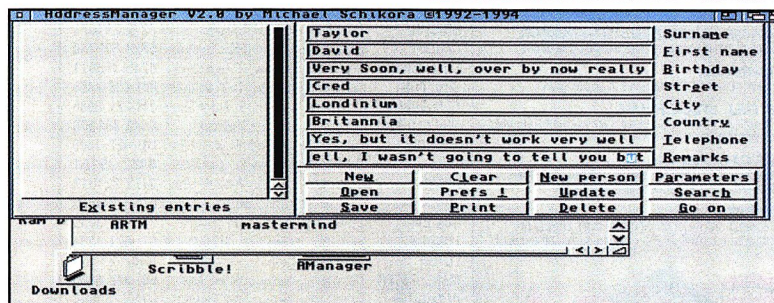 AddressManager V2.0 by Michael Schikora ©1992-1994
Taylor Surname
David First name
Very Soon, well, over by now really Birthday
Cred Street
Londinium City
Britannia Country
Yes, but it doesn't work very well Telephone
ell, I wasn't going to tell you b Remarks
New Clear New person Parameters
Open Prefs ! Update Search
Existing entries
Save Print Delete Go on
Ram D ARTM mastermind
Scribble! AManager
Downloads